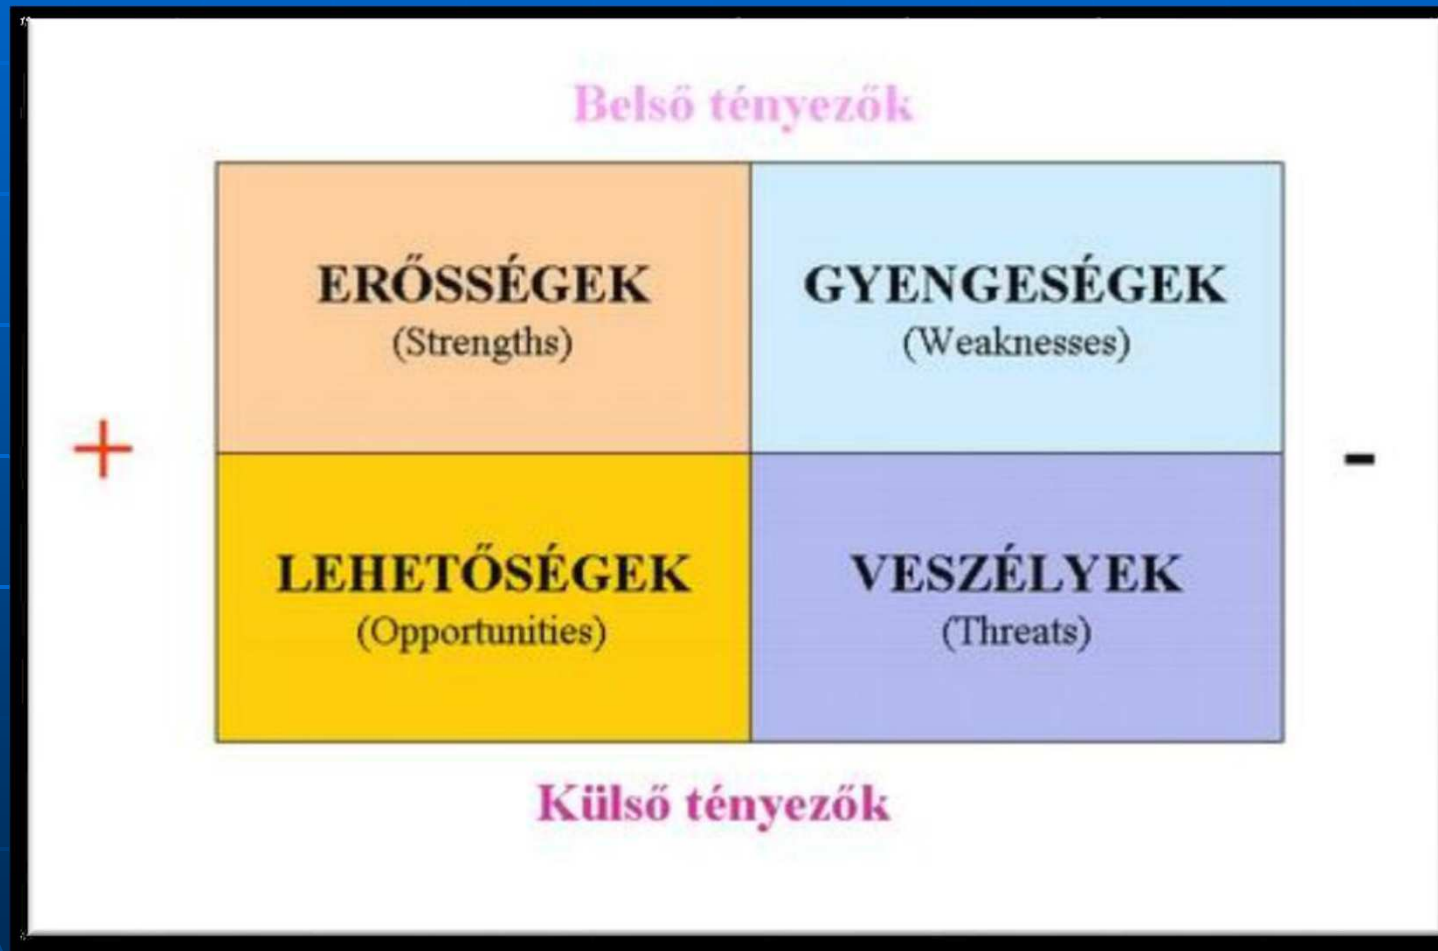 Belső tényezők
ERŐSSÉGEK
(Strengths)
GYENGESÉGEK
(Weaknesses)
+
-
LEHETŐSÉGEK
(Opportunities)
VESZÉLYEK
(Threats)
Külső tényezők